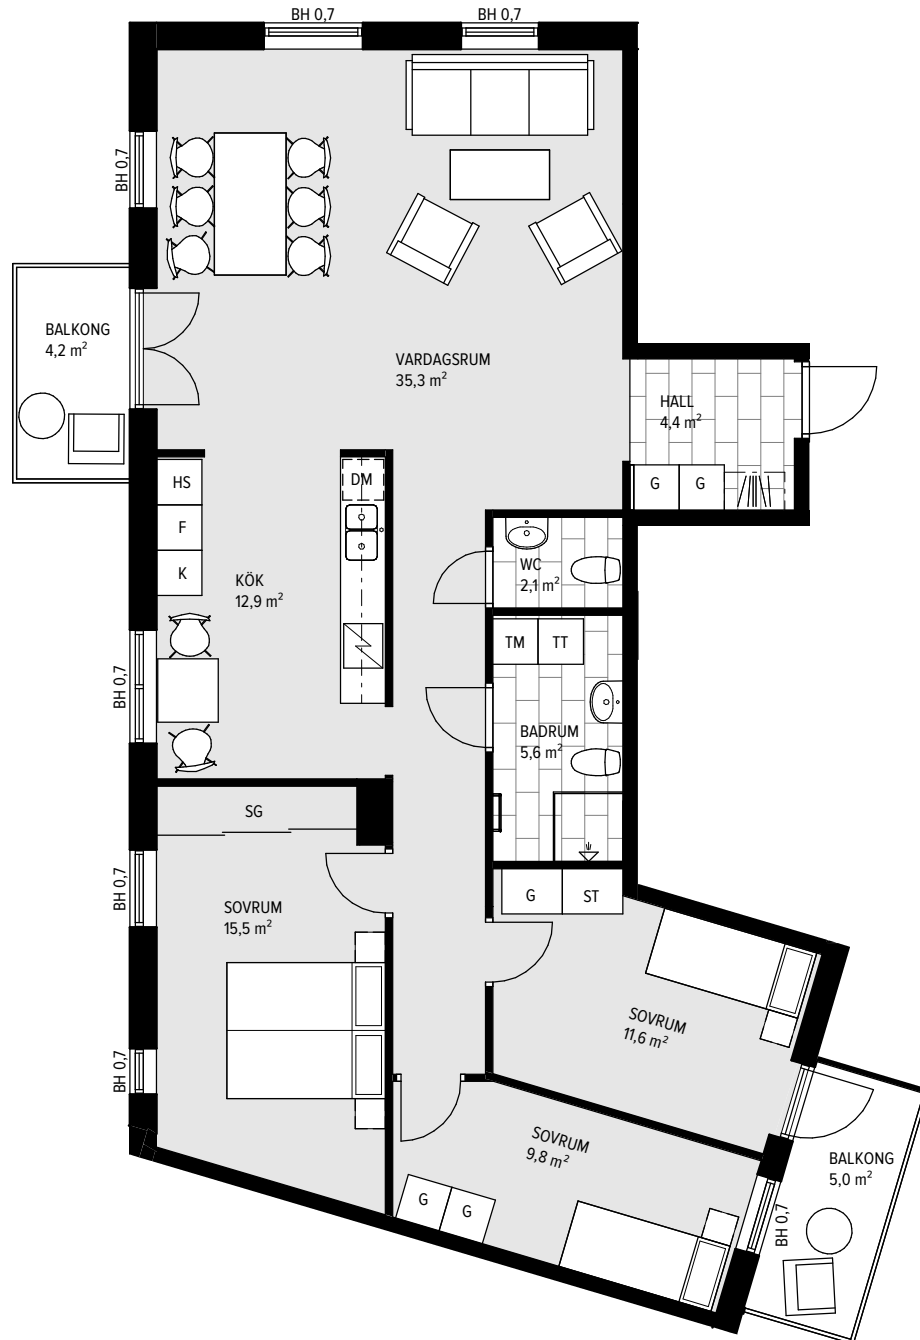 BH 0,7
BH 0,7
BH 0,7
BALKONG
4,2 m²
VARDAGSRUM
35,3 m²
HALL
4,4 m²
G
G
HS
F
K
DM
KÖK
12,9 m²
WC
2,1 m²
TM
TT
BH 0,7
BADRUM
5,6 m²
SG
BH 0,7
SOVRUM
15,5 m²
G
ST
SOVRUM
11,6 m²
BH 0,7
SOVRUM
9,8 m²
G
G
BALKONG
5,0 m²
BH 0,7